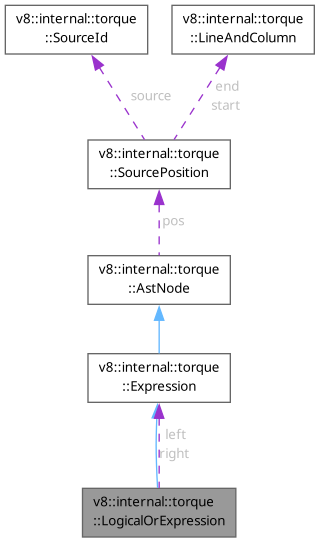 v8::internal::torque
::SourceId
v8::internal::torque
::LineAndColumn
source
end
start
v8::internal::torque
::SourcePosition
pos
v8::internal::torque
::AstNode
v8::internal::torque
::Expression
left
right
v8::internal::torque
::LogicalOrExpression